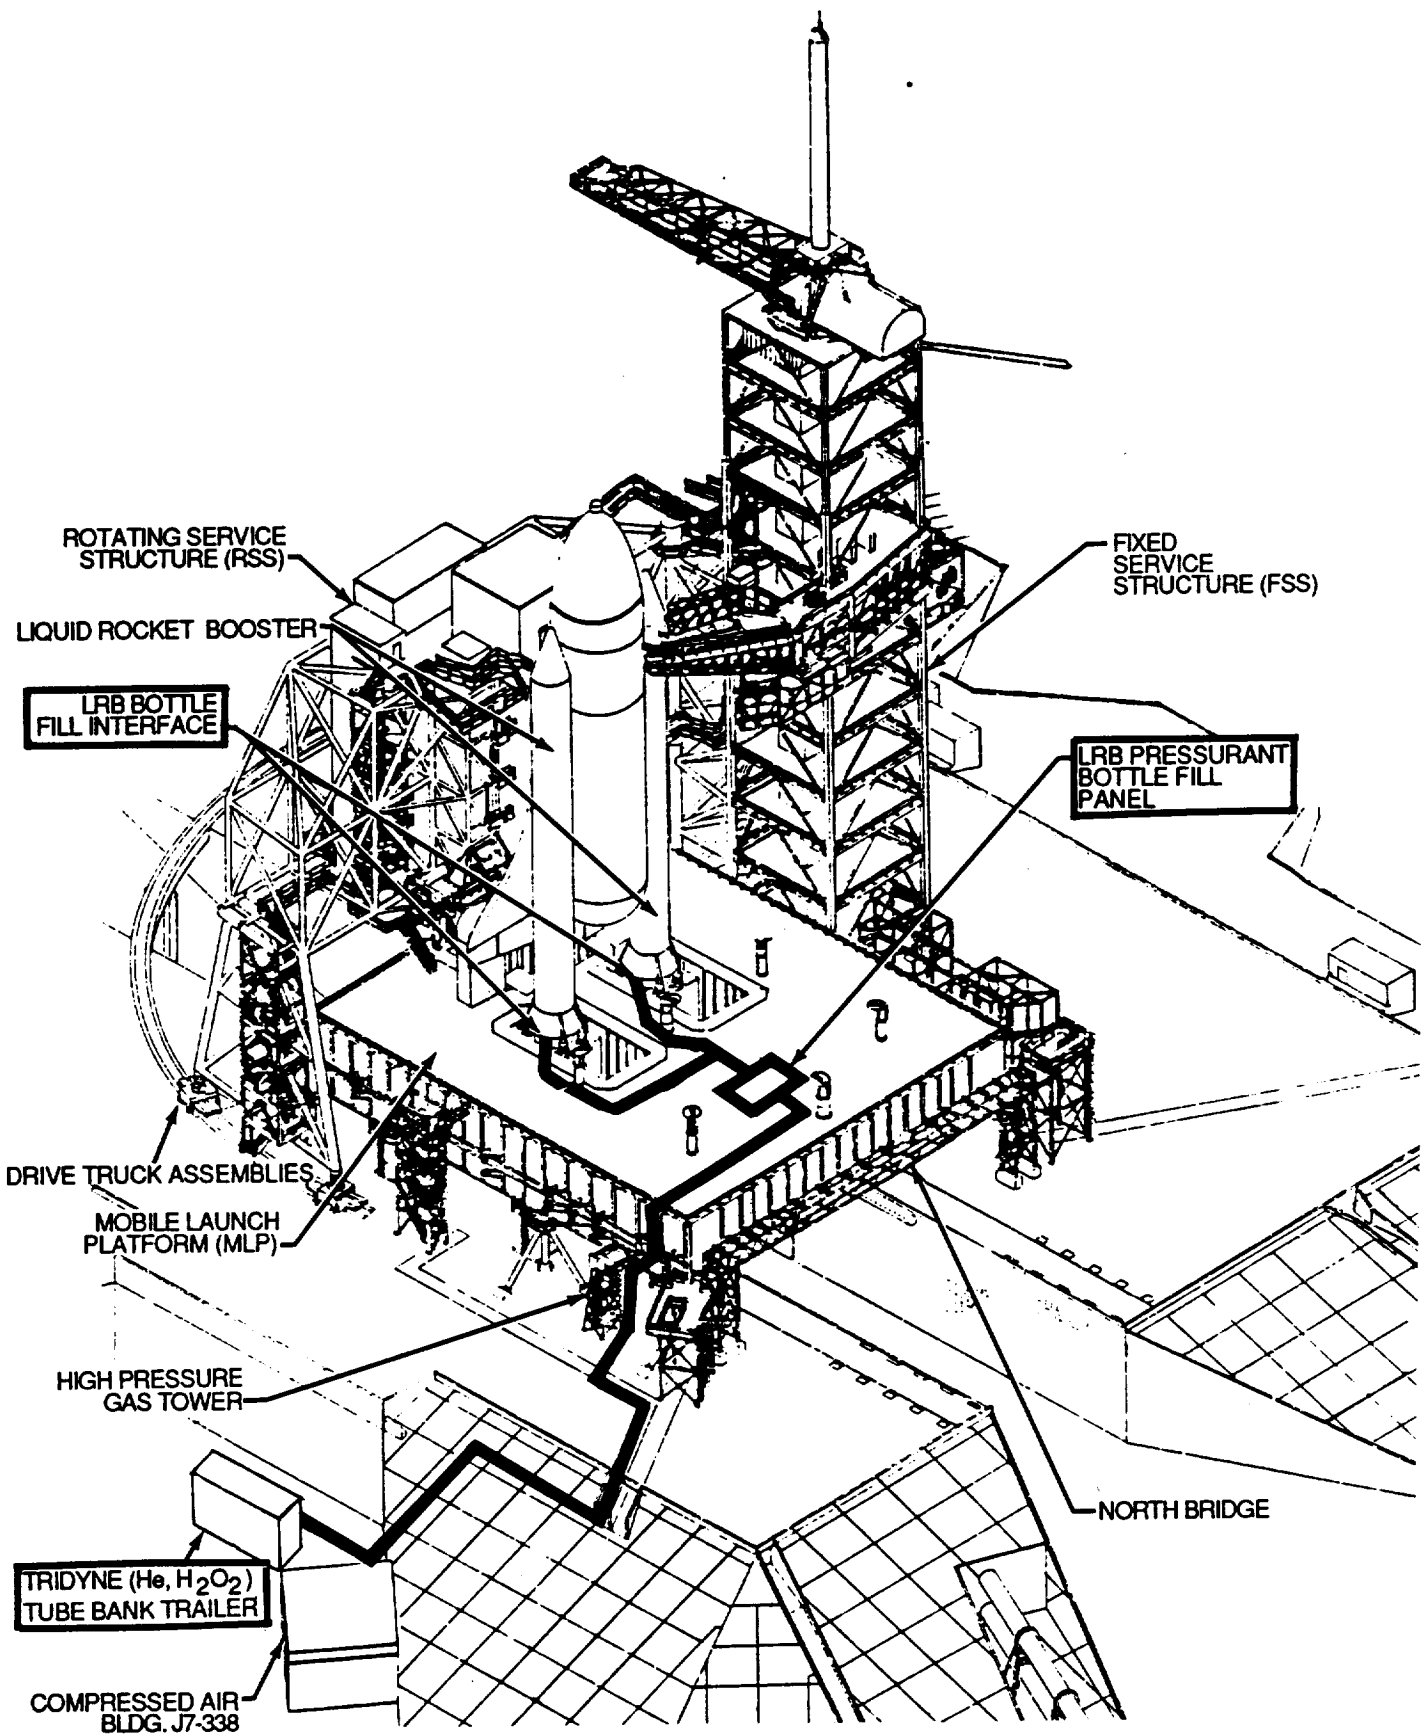 ROTATING SERVICE
STRUCTURE (RSS)
FIXED
SERVICE
STRUCTURE (FSS)
LIQUID ROCKET BOOSTER
LRB BOTTLE
FILL INTERFACE
LRB PRESSURANT
BOTTLE FILL
PANEL
DRIVE TRUCK ASSEMBLIES
MOBILE LAUNCH
PLATFORM (MLP)
HIGH PRESSURE
GAS TOWER
NORTH BRIDGE
TRIDYNE (He, H₂O₂)
TUBE BANK TRAILER
COMPRESSED AIR
BLDG. J7-338